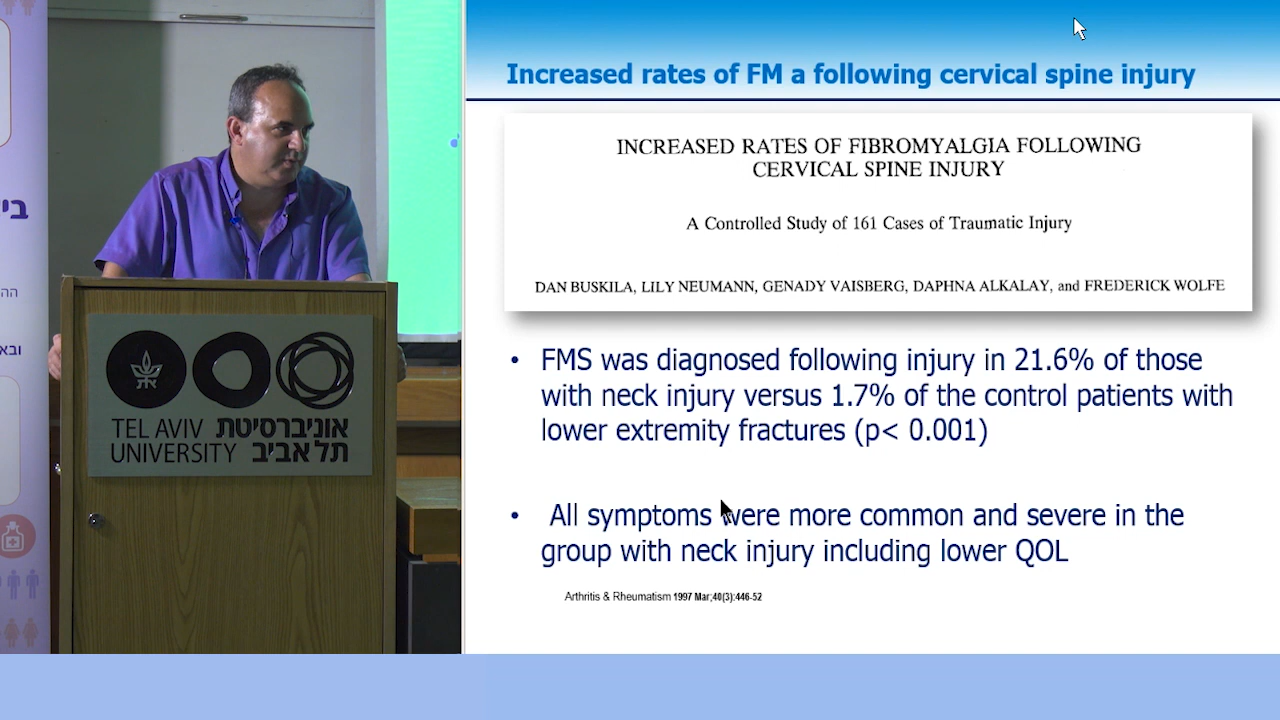 בי
הה
ובא
TEL AVIV אוניברסיטת
UNIVERSITY תל אביב
Increased rates of FM a following cervical spine injury
INCREASED RATES OF FIBROMYALGIA FOLLOWING
CERVICAL SPINE INJURY
A Controlled Study of 161 Cases of Traumatic Injury
DAN BUSKILA, LILY NEUMANN, GENADY VAISBERG, DAPHNA ALKALAY, and FREDERICK WOLFE
• FMS was diagnosed following injury in 21.6% of those
with neck injury versus 1.7% of the control patients with
lower extremity fractures (p< 0.001)
• All symptoms were more common and severe in the
group with neck injury including lower QOL
Arthritis & Rheumatism 1997 Mar;40(3):446-52